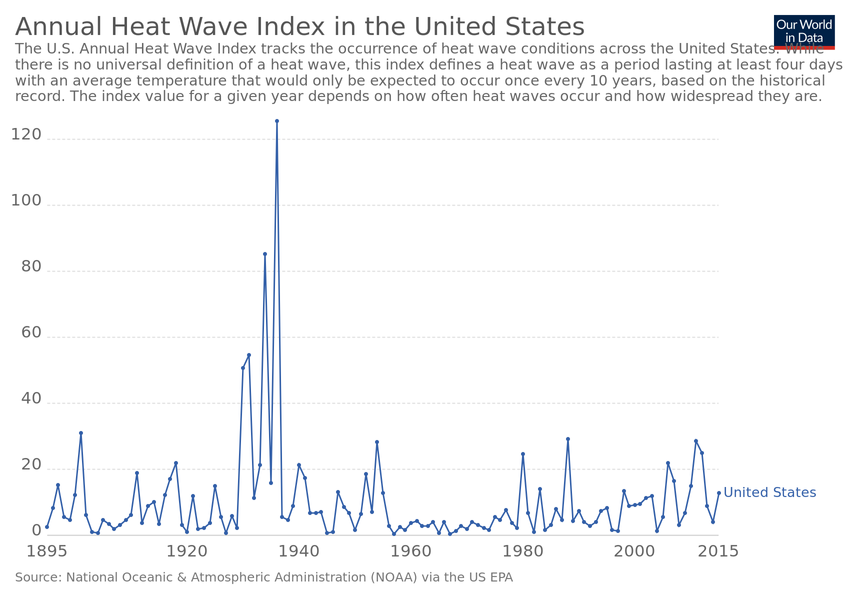 Annual Heat Wave Index in the United States
Our World
in Data
The U.S. Annual Heat Wave Index tracks the occurrence of heat wave conditions across the United States. While
there is no universal definition of a heat wave, this index defines a heat wave as a period lasting at least four days
with an average temperature that would only be expected to occur once every 10 years, based on the historical
record. The index value for a given year depends on how often heat waves occur and how widespread they are.
120
100
80
60
40
20
0
United States
1895 1920 1940 1960 1980 2000 2015
Source: National Oceanic & Atmospheric Administration (NOAA) via the US EPA